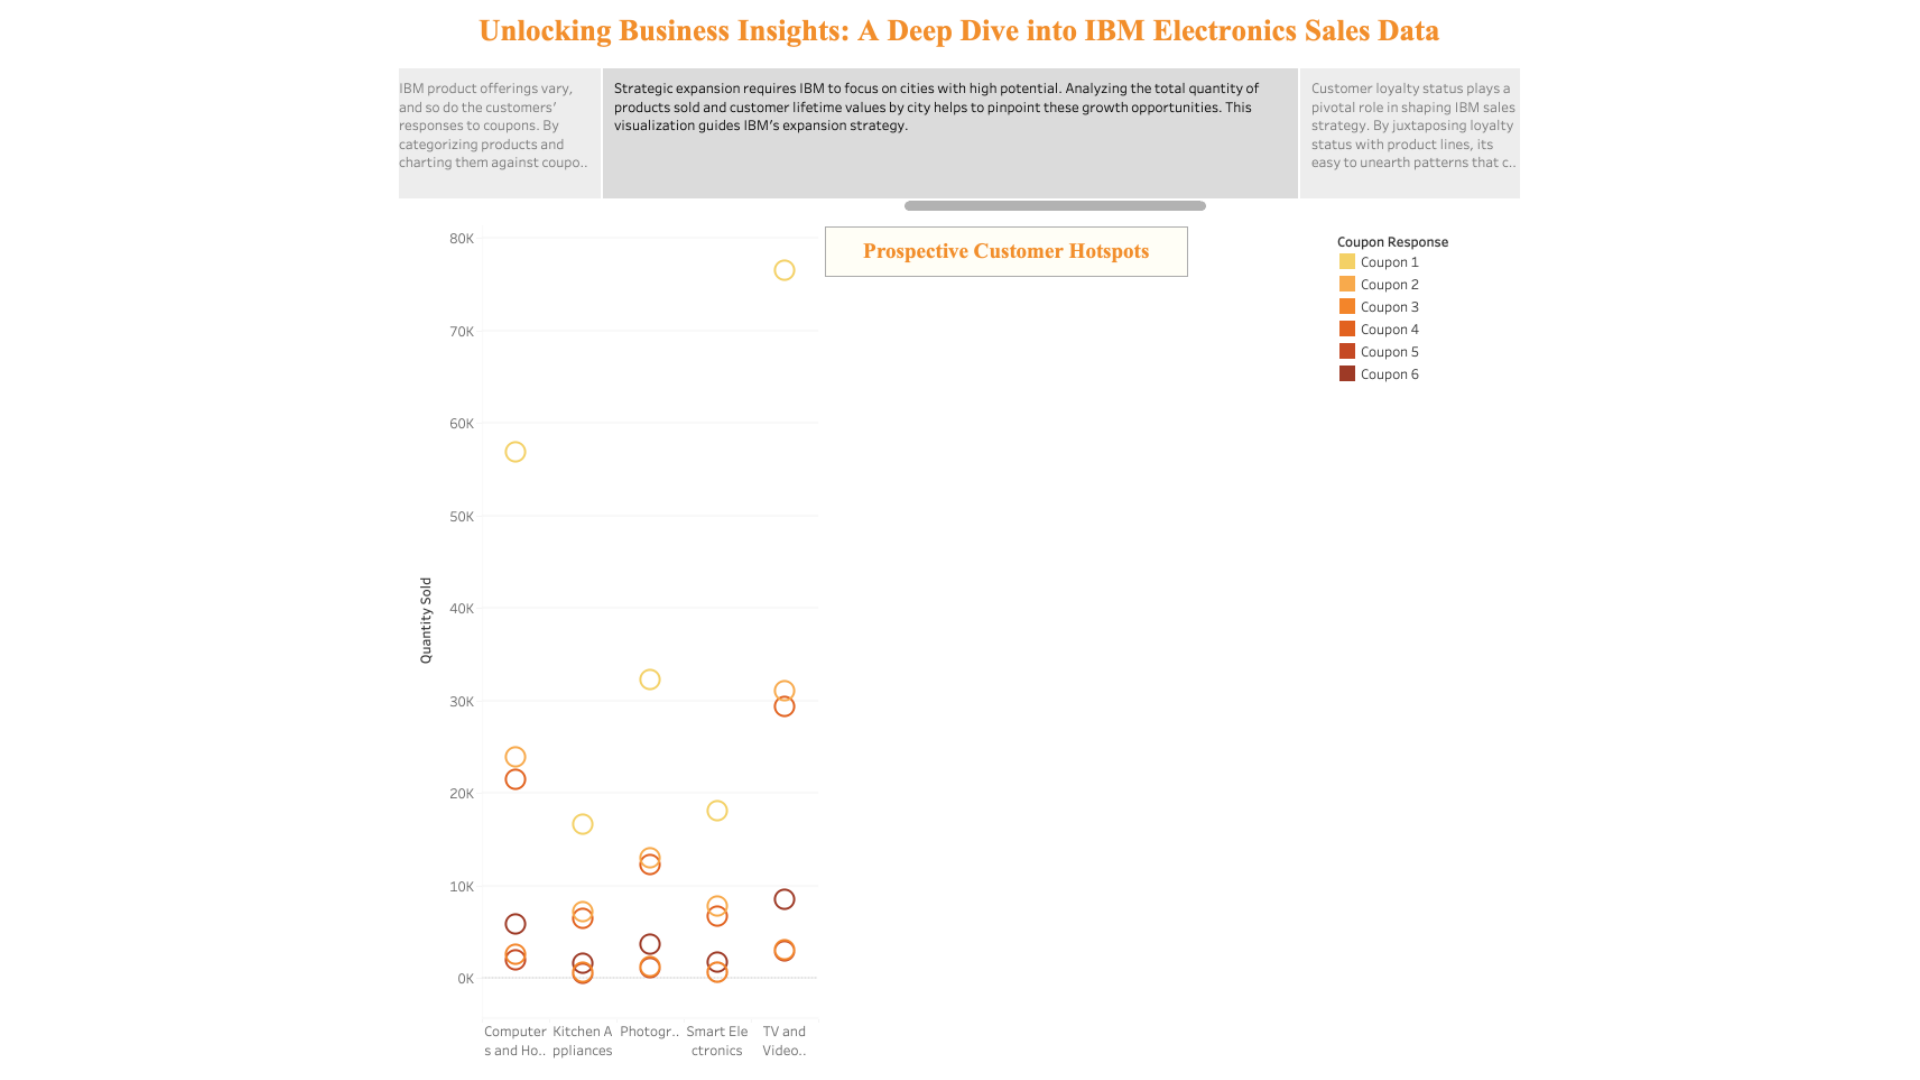 Unlocking Business Insights: A Deep Dive into IBM Electronics Sales Data
IBM product offerings vary,
and so do the customers’
responses to coupons. By
categorizing products and
charting them against coupo..
Strategic expansion requires IBM to focus on cities with high potential. Analyzing the total quantity of
products sold and customer lifetime values by city helps to pinpoint these growth opportunities. This
visualization guides IBM’s expansion strategy.
Customer loyalty status plays a
pivotal role in shaping IBM sales
strategy. By juxtaposing loyalty
status with product lines, its
easy to unearth patterns that c..
Prospective Customer Hotspots
Quantity Sold
80K
70K
60K
50K
40K
30K
20K
10K
0K
Computer
s and Ho..
Kitchen A
ppliances
Photogr..
Smart Ele
ctronics
TV and
Video..
Coupon Response
Coupon 1
Coupon 2
Coupon 3
Coupon 4
Coupon 5
Coupon 6